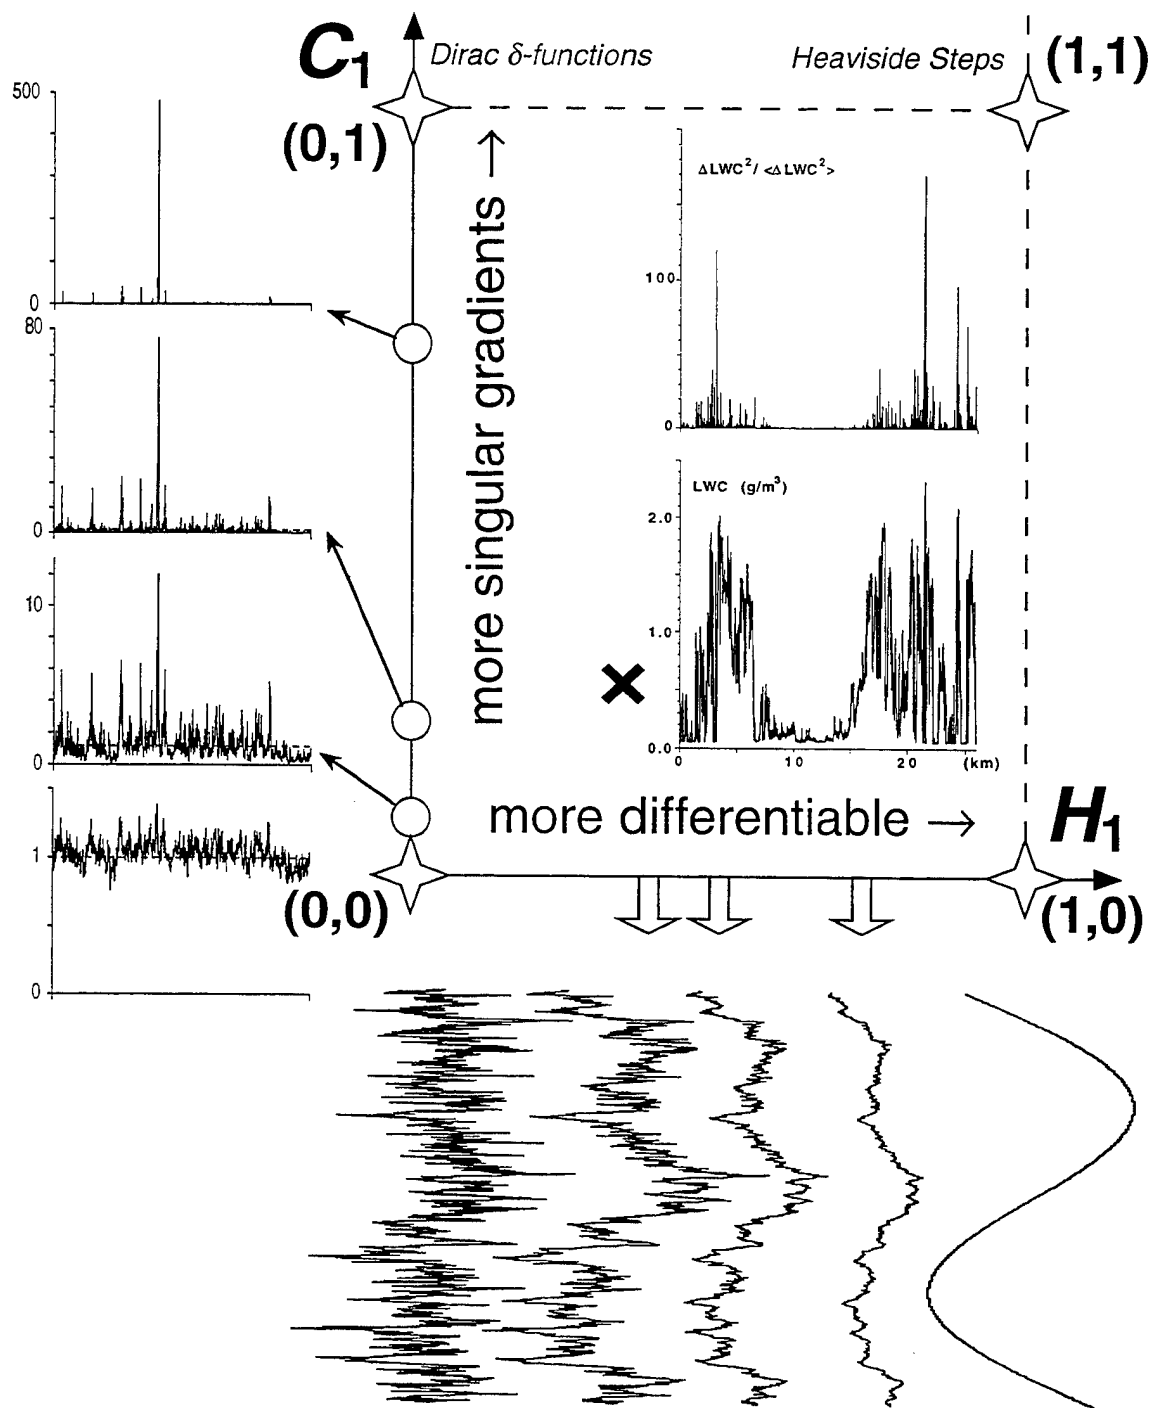 C1
Dirac δ-functions
Heaviside Steps
(1,1)
(0,1)
500
0
80
0
10
0
1
0
more singular gradients →
ΔLWC²/ <ΔLWC²>
100
0
LWC (g/m³)
2.0
1.0
0.0
0 10 20 (km)
×
more differentiable →
H1
(0,0)
(1,0)